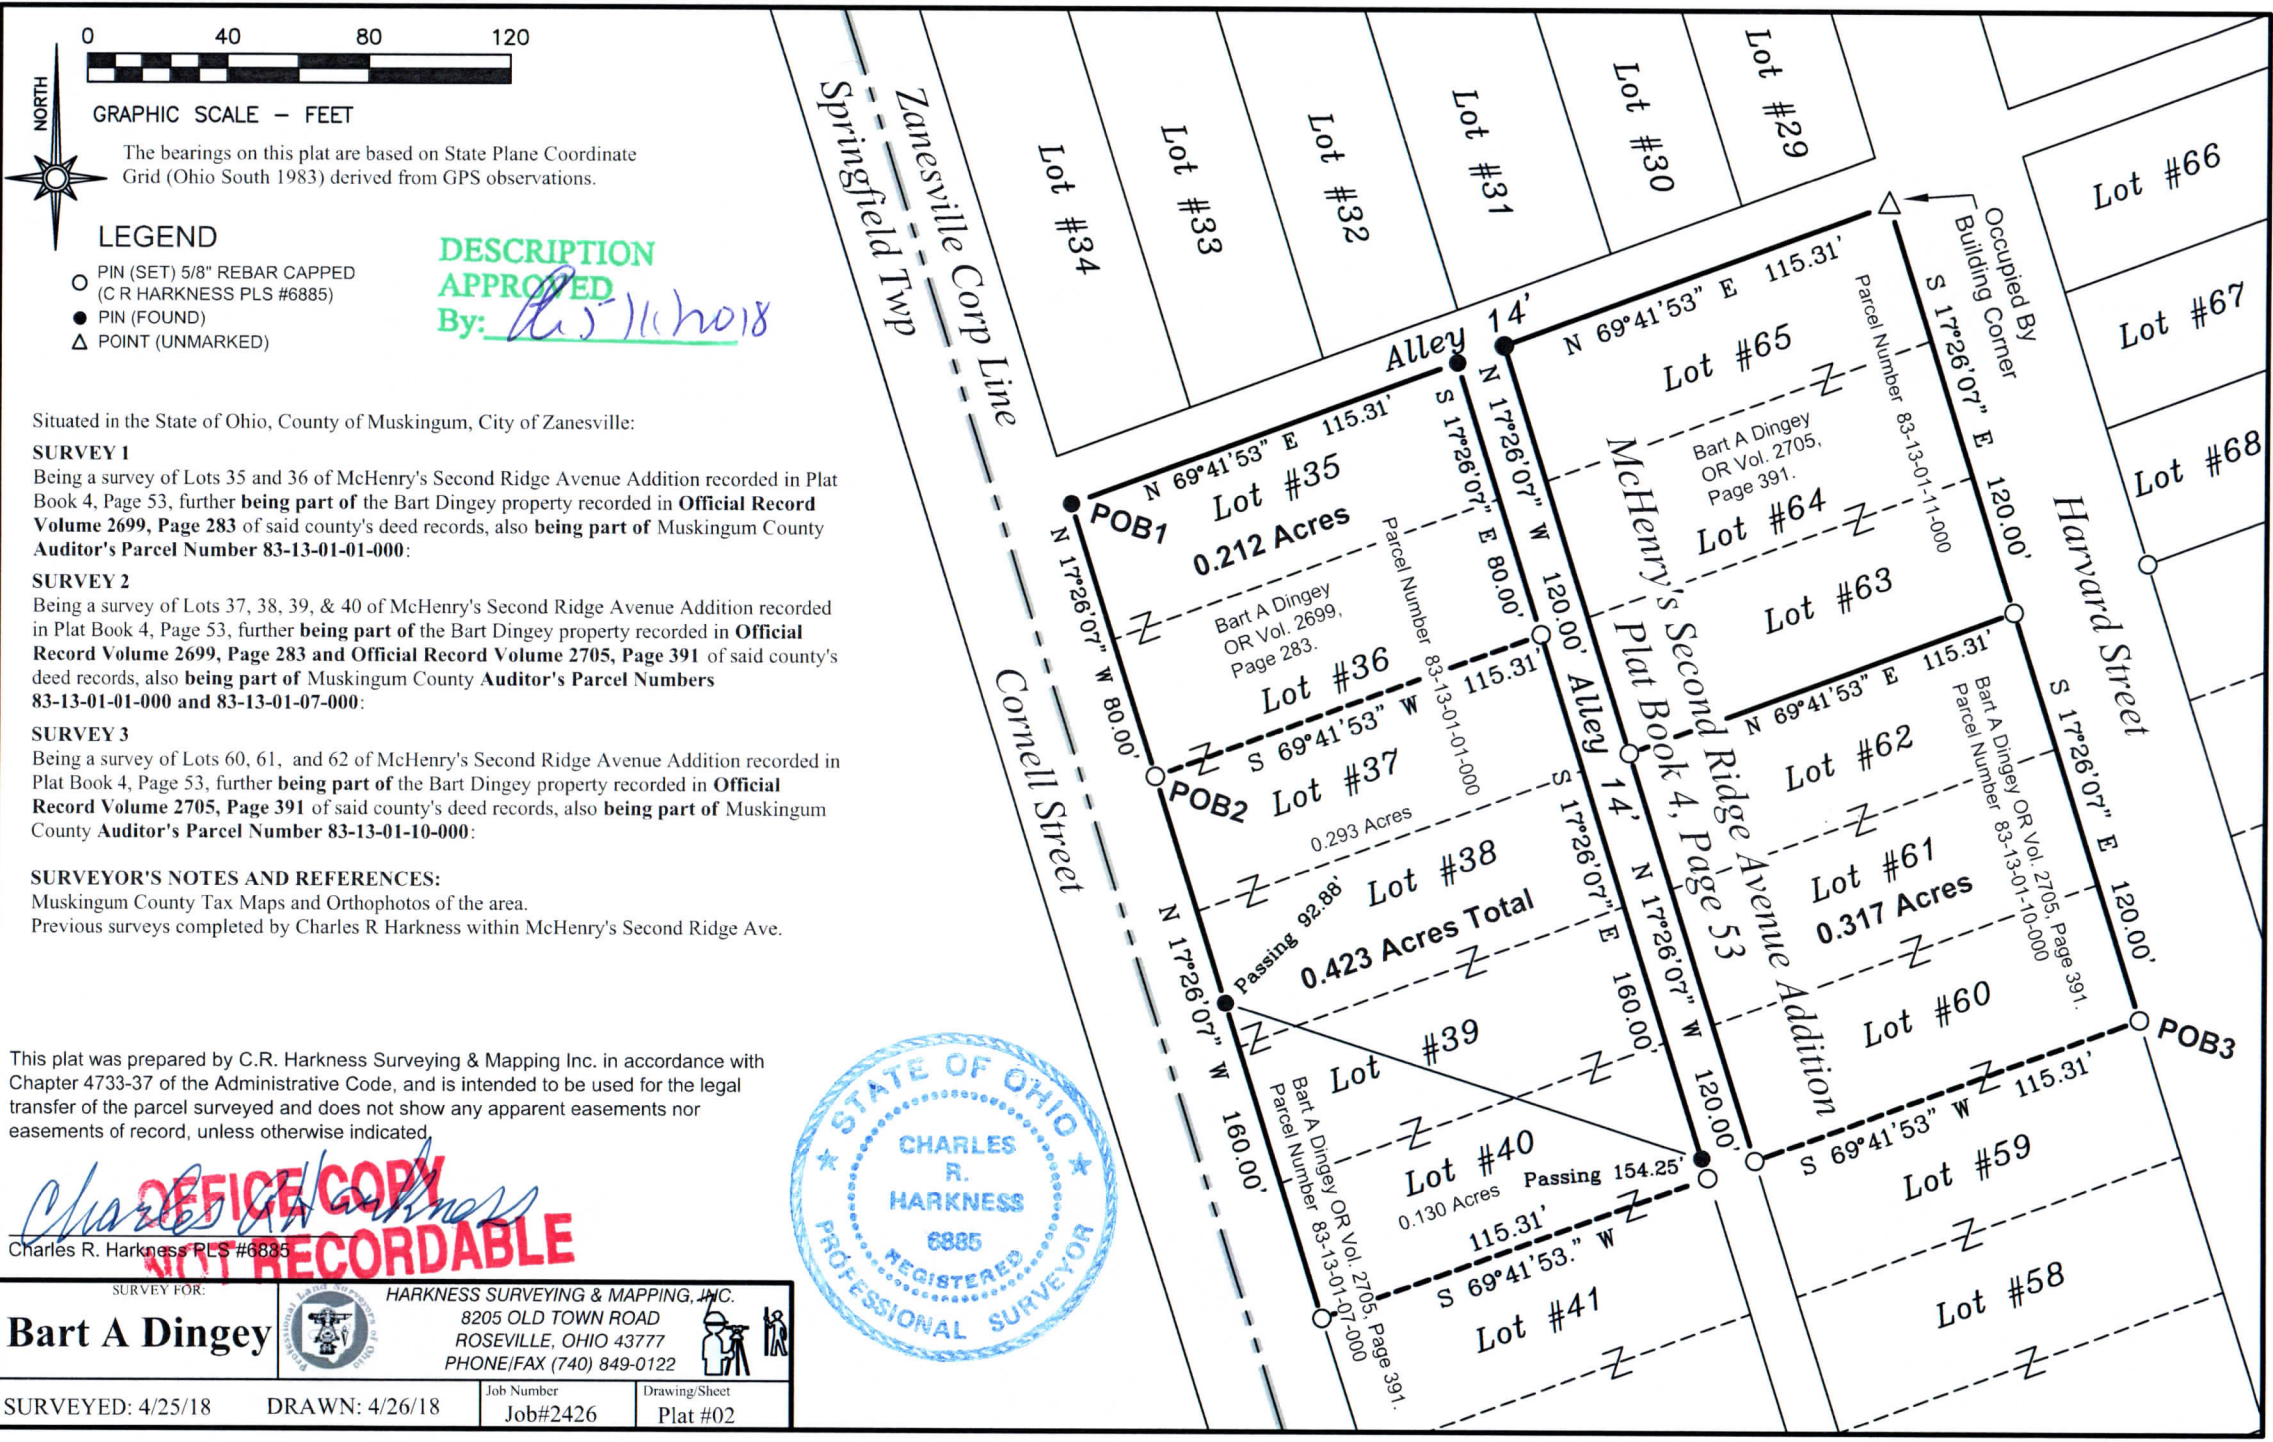 0 40 80 120
GRAPHIC SCALE – FEET
NORTH
The bearings on this plat are based on State Plane Coordinate
Grid (Ohio South 1983) derived from GPS observations.
LEGEND
PIN (SET) 5/8" REBAR CAPPED
(C R HARKNESS PLS #6885)
PIN (FOUND)
POINT (UNMARKED)
DESCRIPTION
APPROVED
By:
Situated in the State of Ohio, County of Muskingum, City of Zanesville:
SURVEY 1
Being a survey of Lots 35 and 36 of McHenry's Second Ridge Avenue Addition recorded in Plat
Book 4, Page 53, further being part of the Bart Dingey property recorded in Official Record
Volume 2699, Page 283 of said county's deed records, also being part of Muskingum County
Auditor's Parcel Number 83-13-01-01-000:
SURVEY 2
Being a survey of Lots 37, 38, 39, & 40 of McHenry's Second Ridge Avenue Addition recorded
in Plat Book 4, Page 53, further being part of the Bart Dingey property recorded in Official
Record Volume 2699, Page 283 and Official Record Volume 2705, Page 391 of said county's
deed records, also being part of Muskingum County Auditor's Parcel Numbers
83-13-01-01-000 and 83-13-01-07-000:
SURVEY 3
Being a survey of Lots 60, 61, and 62 of McHenry's Second Ridge Avenue Addition recorded in
Plat Book 4, Page 53, further being part of the Bart Dingey property recorded in Official
Record Volume 2705, Page 391 of said county's deed records, also being part of Muskingum
County Auditor's Parcel Number 83-13-01-10-000:
SURVEYOR'S NOTES AND REFERENCES:
Muskingum County Tax Maps and Orthophotos of the area.
Previous surveys completed by Charles R Harkness within McHenry's Second Ridge Ave.
This plat was prepared by C.R. Harkness Surveying & Mapping Inc. in accordance with
Chapter 4733-37 of the Administrative Code, and is intended to be used for the legal
transfer of the parcel surveyed and does not show any apparent easements nor
easements of record, unless otherwise indicated.
Charles R Harkness
OFFICE COPY
NOT RECORDABLE
Charles R. Harkness PLS #6885
SURVEY FOR:
Bart A Dingey
Professional Land Surveyors of Ohio
HARKNESS SURVEYING & MAPPING, INC.
8205 OLD TOWN ROAD
ROSEVILLE, OHIO 43777
PHONE/FAX (740) 849-0122
SURVEYED: 4/25/18
DRAWN: 4/26/18
Job Number
Job#2426
Drawing/Sheet
Plat #02
STATE OF OHIO
CHARLES
R.
HARKNESS
6885
REGISTERED
PROFESSIONAL SURVEYOR
Springfield Twp
Zanesville Corp Line
Cornell Street
Lot #34
Lot #33
Lot #32
Lot #31
Lot #30
Lot #29
Alley 14'
Lot #66
Lot #67
Lot #68
Occupied By
Building Corner
Harvard Street
POB1
N 69°41'53" E 115.31'
Lot #35
0.212 Acres
S 17°26'07" E 80.00'
N 17°26'07" W 80.00'
Bart A Dingey
OR Vol. 2699,
Page 283.
Parcel Number 83-13-01-01-000
Lot #36
S 69°41'53" W 115.31'
POB2
Lot #37
0.293 Acres
Lot #38
Passing 92.88'
0.423 Acres Total
N 17°26'07" W 160.00'
S 17°26'07" E 160.00'
Lot #39
Bart A Dingey OR Vol. 2705, Page 391.
Parcel Number 83-13-01-07-000
Lot #40
0.130 Acres
Passing 154.25'
115.31'
S 69°41'53." W
Lot #41
N 17°26'07" W 120.00'
Alley 14'
N 17°26'07" W 120.00'
McHenry's Second Ridge Avenue Addition
Plat Book 4, Page 53
N 69°41'53" E 115.31'
Lot #65
Bart A Dingey
OR Vol. 2705,
Page 391.
Parcel Number 83-13-01-11-000
Lot #64
Lot #63
S 17°26'07" E 120.00'
N 69°41'53" E 115.31'
Lot #62
Bart A Dingey OR Vol. 2705, Page 391.
Parcel Number 83-13-01-10-000
Lot #61
0.317 Acres
S 17°26'07" E 120.00'
Lot #60
POB3
S 69°41'53" W 115.31'
Lot #59
Lot #58